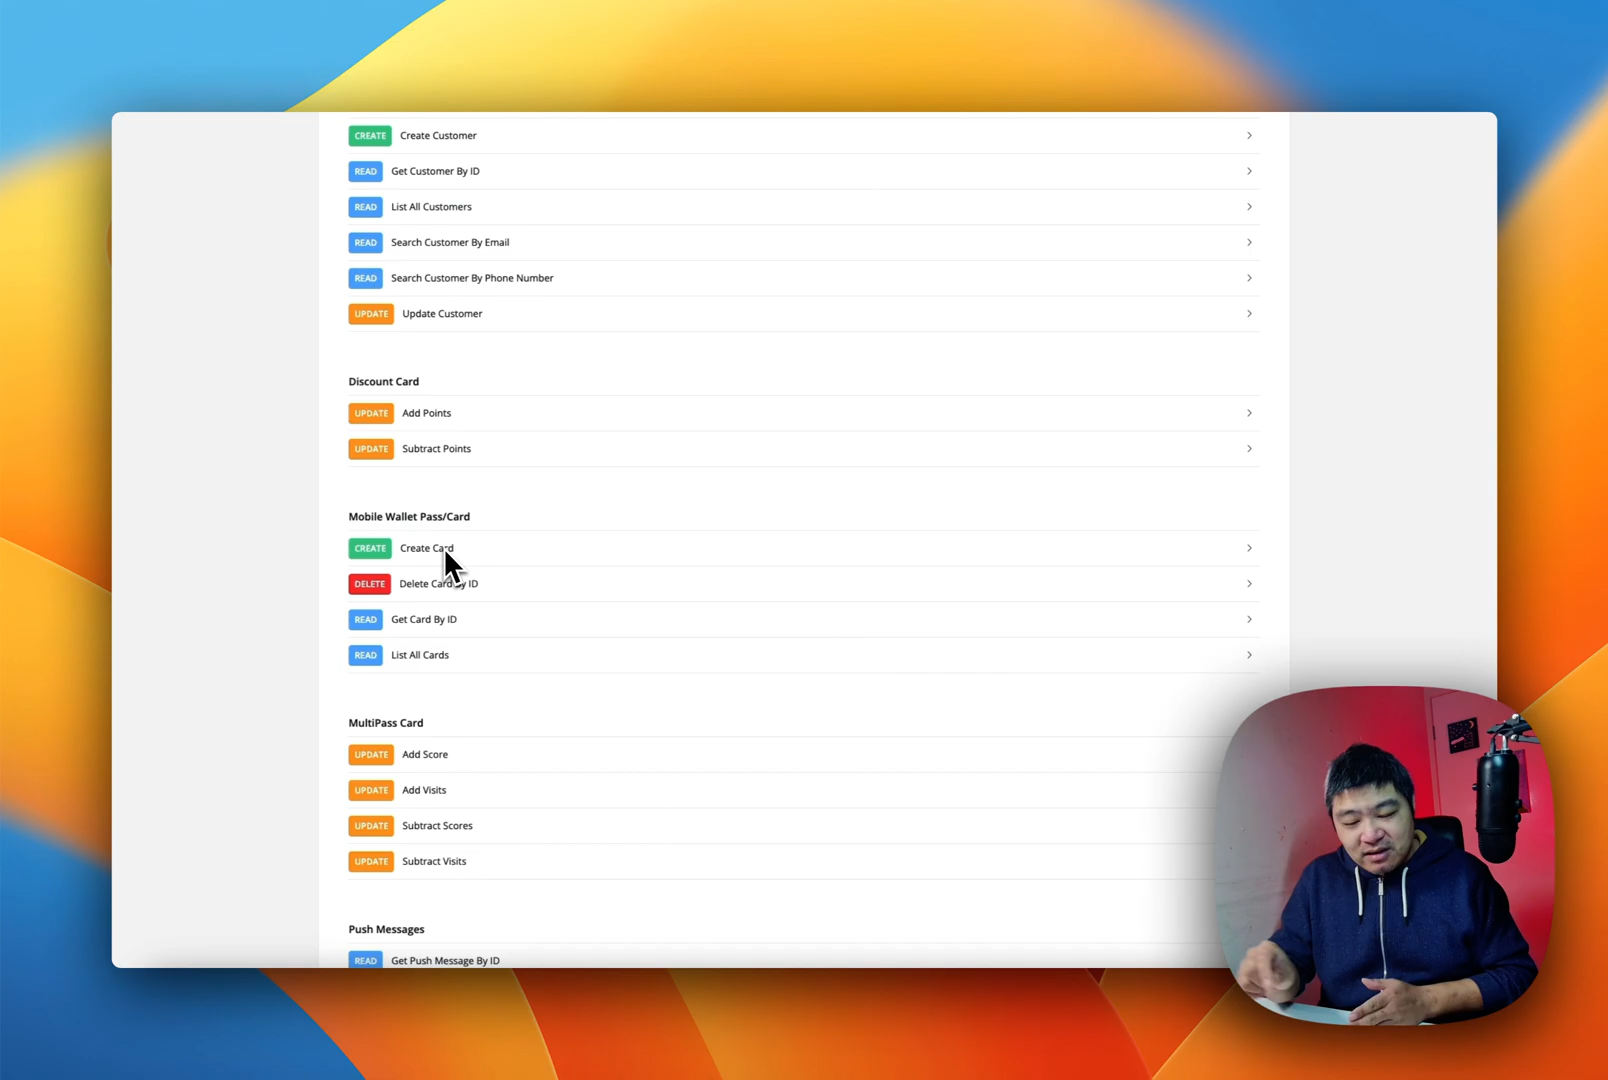 CREATE Create Customer
READ Get Customer By ID
READ List All Customers
READ Search Customer By Email
READ Search Customer By Phone Number
UPDATE Update Customer
Discount Card
UPDATE Add Points
UPDATE Subtract Points
Mobile Wallet Pass/Card
CREATE Create Card
DELETE Delete Card By ID
READ Get Card By ID
READ List All Cards
MultiPass Card
UPDATE Add Score
UPDATE Add Visits
UPDATE Subtract Scores
UPDATE Subtract Visits
Push Messages
READ Get Push Message By ID